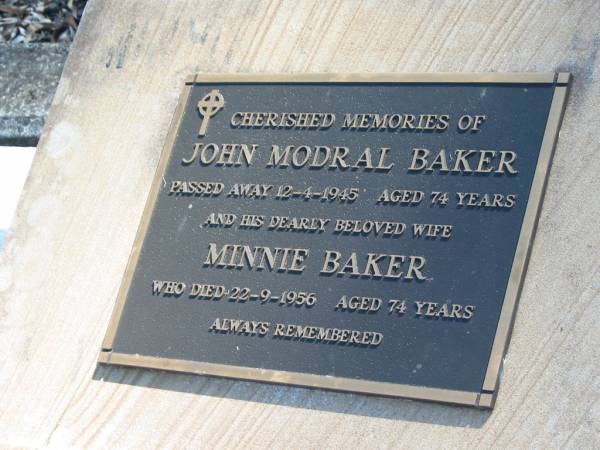 CHERISHED MEMORIES OF
JOHN MODRAL BAKER
PASSED AWAY 12-4-1945 AGED 74 YEARS
AND HIS DEARLY BELOVED WIFE
MINNIE BAKER
WHO DIED 22-9-1956 AGED 74 YEARS
ALWAYS REMEMBERED